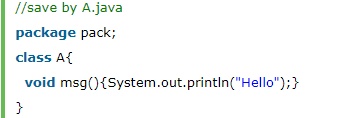 //save by A.java
package pack;
class A{
  void msg(){System.out.println("Hello");}
}